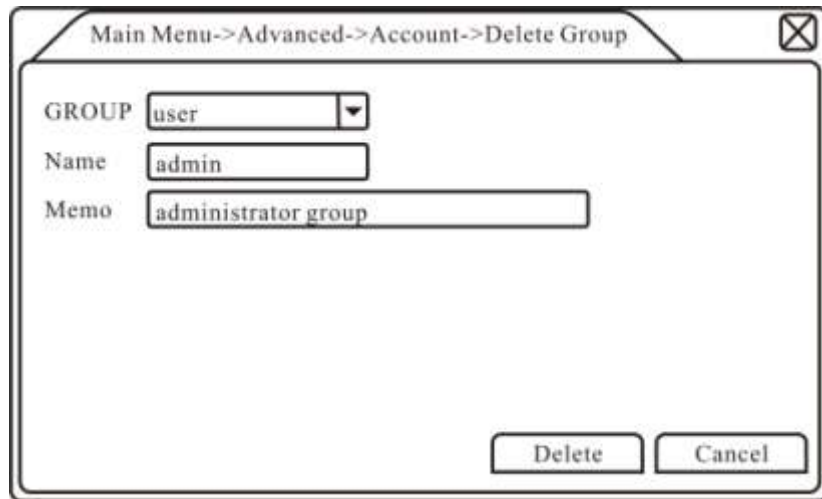 Main Menu->Advanced->Account->Delete Group
GROUP user
Name admin
Memo administrator group
Delete Cancel